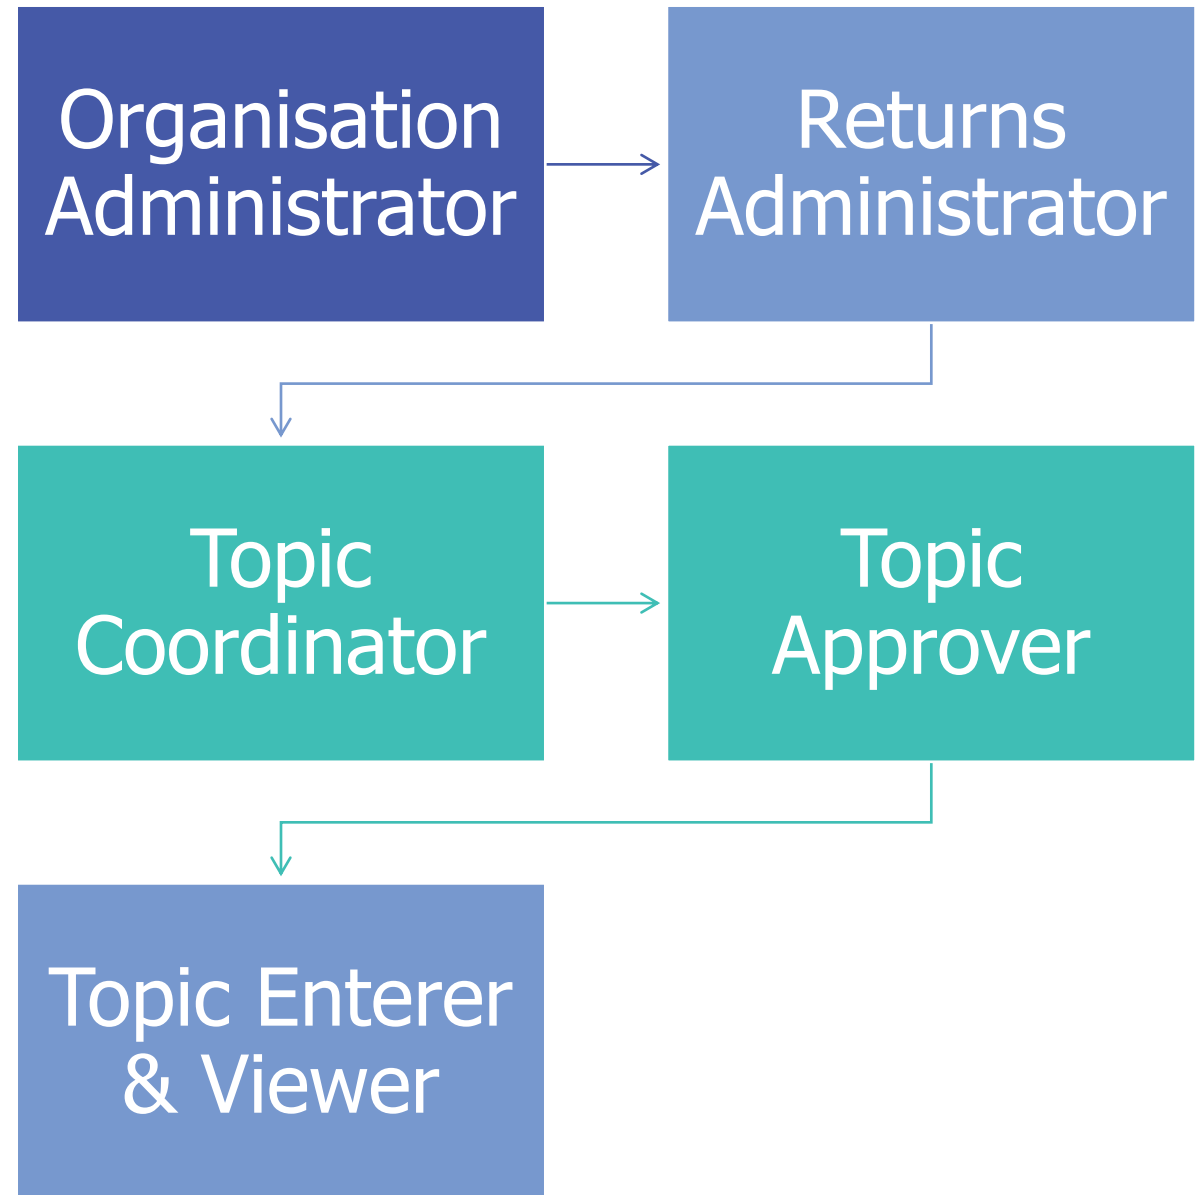 Organisation
Administrator
Returns
Administrator
Topic
Coordinator
Topic
Approver
Topic Enterer
& Viewer